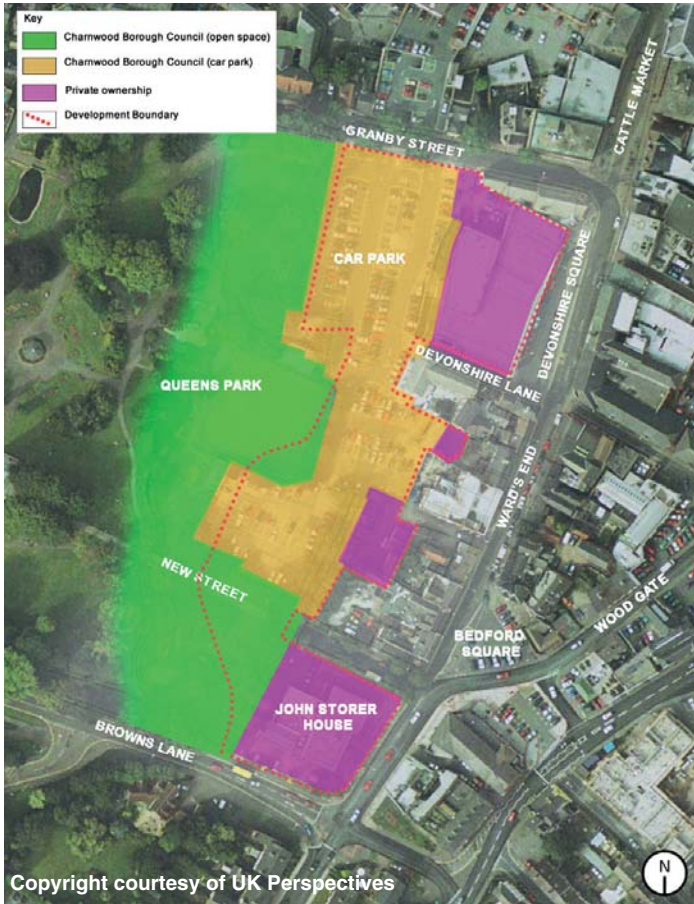 Key
Charnwood Borough Council (open space)
Charnwood Borough Council (car park)
Private ownership
Development Boundary
GRANBY STREET
CATTLE MARKET
CAR PARK
DEVONSHIRE SQUARE
DEVONSHIRE LANE
QUEENS PARK
WARD'S END
NEW STREET
WOOD GATE
BEDFORD
SQUARE
JOHN STORER
HOUSE
BROWNS LANE
N
Copyright courtesy of UK Perspectives